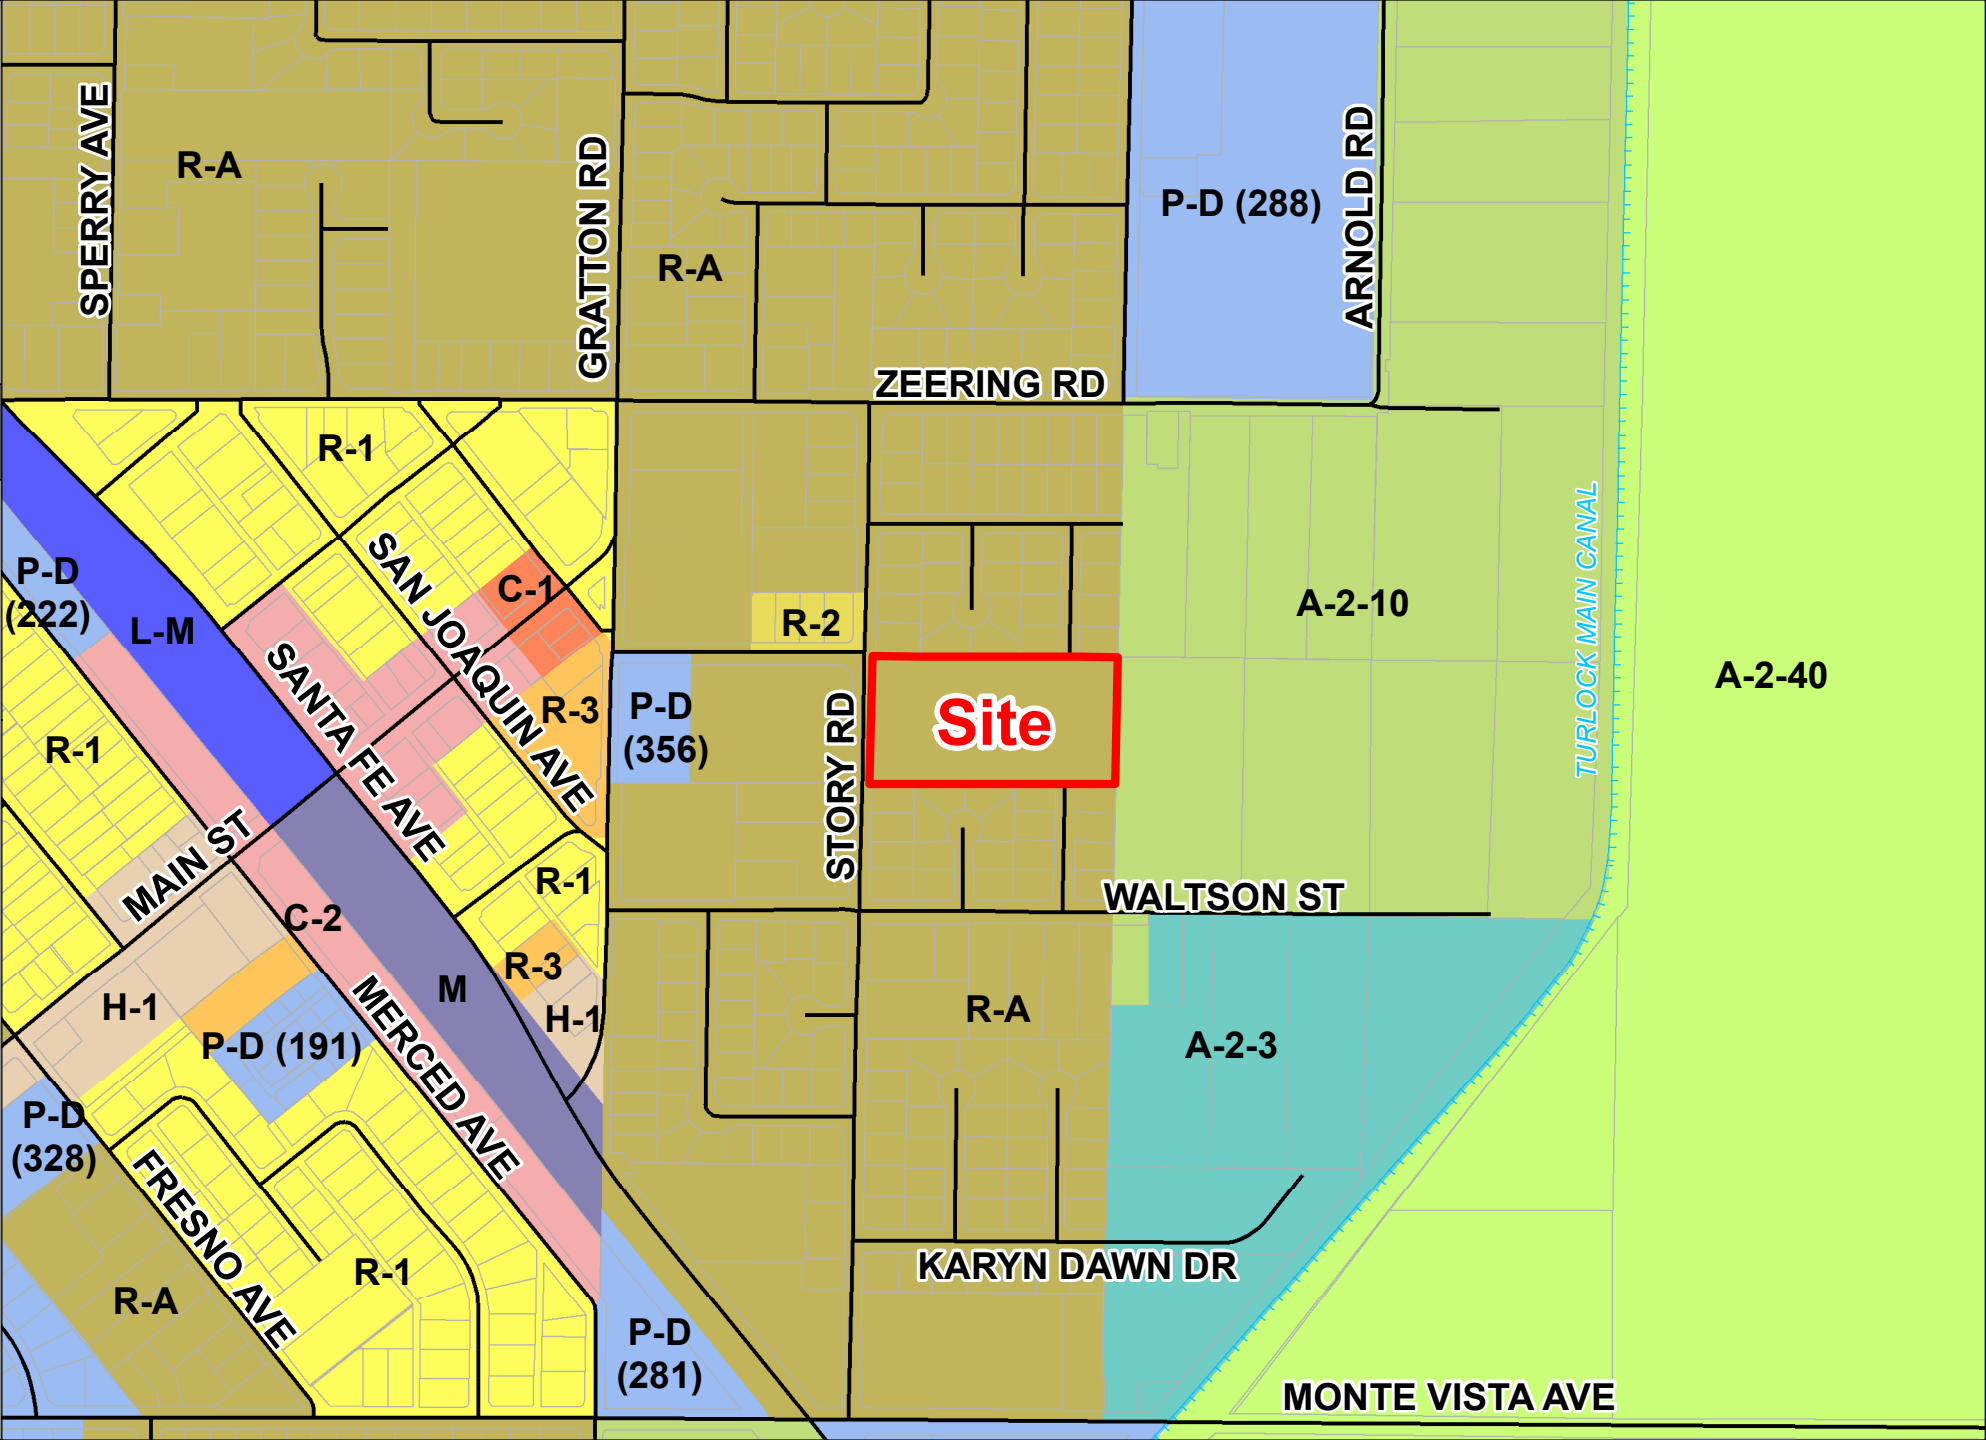 SPERRY AVE
R-A
GRATTON RD
R-A
P-D (288)
ARNOLD RD
ZEERING RD
R-1
SAN JOAQUIN AVE
C-1
P-D
(222)
L-M
R-2
A-2-10
TURLOCK MAIN CANAL
A-2-40
SANTA FE AVE
R-3
P-D
(356)
STORY RD
Site
R-1
MAIN ST
R-1
WALTSON ST
C-2
R-3
M
H-1
H-1
MERCED AVE
R-A
P-D (191)
A-2-3
P-D
(328)
FRESNO AVE
R-1
R-A
KARYN DAWN DR
P-D
(281)
MONTE VISTA AVE